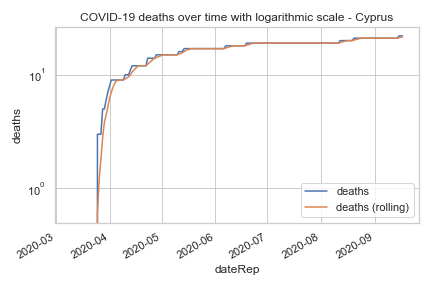 COVID-19 deaths over time with logarithmic scale - Cyprus
deaths
10¹
10⁰
deaths
deaths (rolling)
2020-03
2020-04
2020-05
2020-06
2020-07
2020-08
2020-09
dateRep